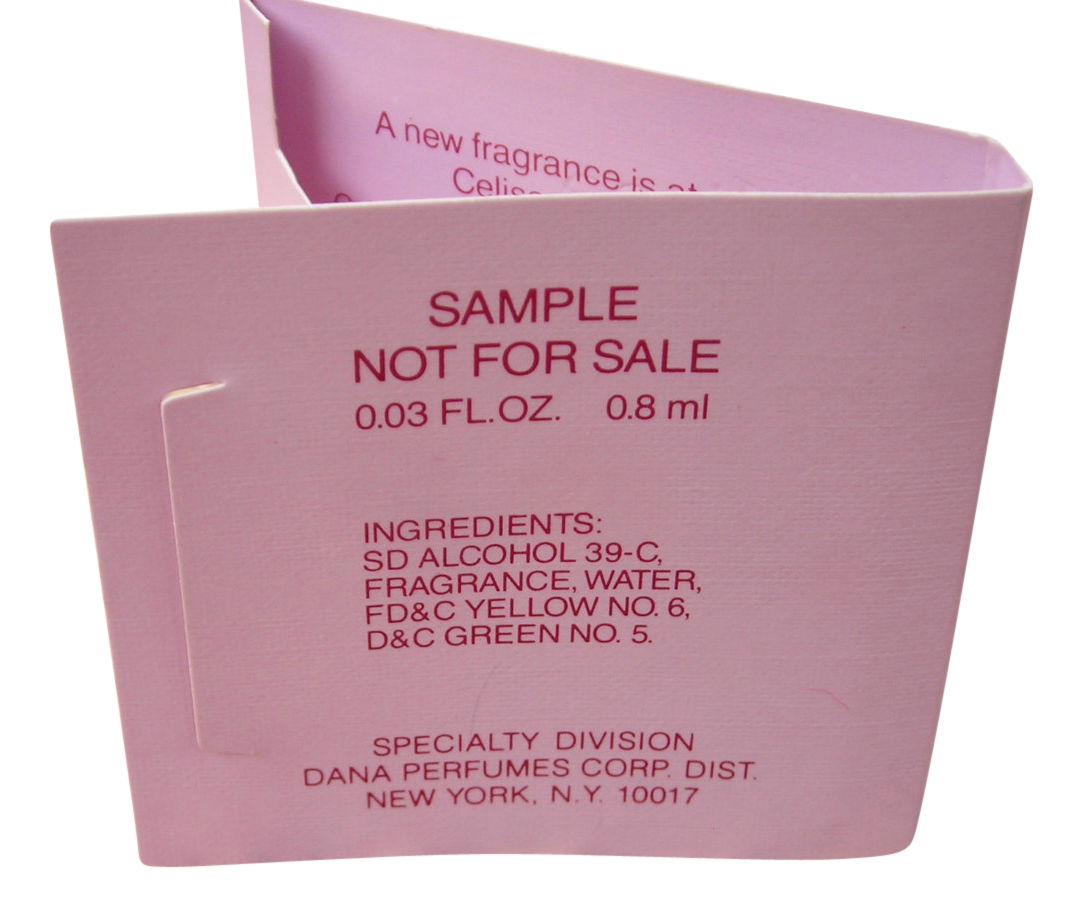 A new fragrance is
SAMPLE
NOT FOR SALE
0.03 FL.OZ. 0.8 ml
INGREDIENTS:
SD ALCOHOL 39-C,
FRAGRANCE, WATER,
FD&C YELLOW NO. 6,
D&C GREEN NO. 5.
SPECIALTY DIVISION
DANA PERFUMES CORP. DIST.
NEW YORK, N.Y. 10017